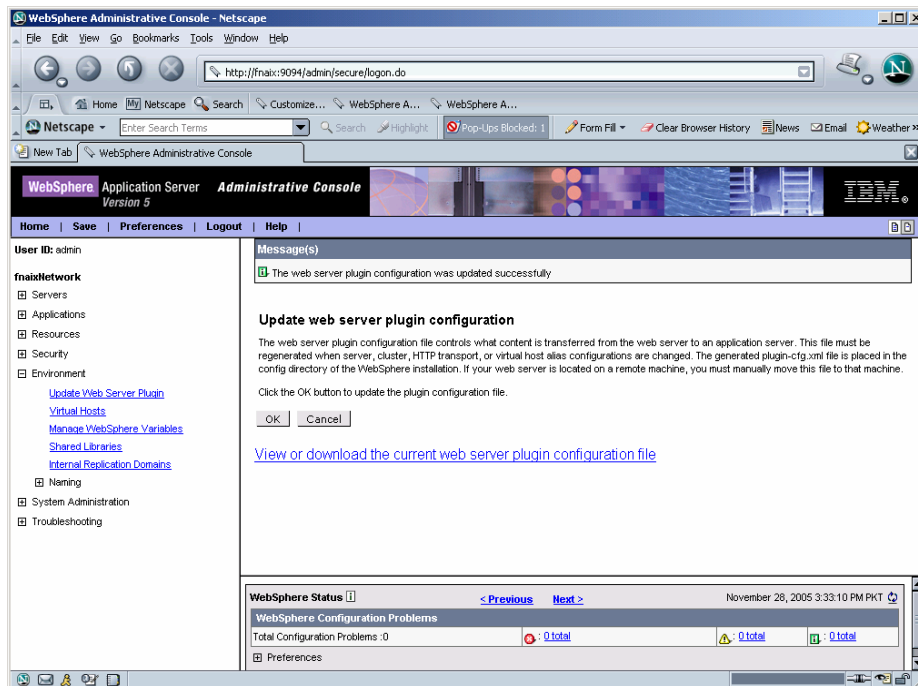 WebSphere Administrative Console - Netscape
File Edit View Go Bookmarks Tools Window Help
http://fnaix:9094/admin/secure/logon.do
N
Home My Netscape Search Customize... WebSphere A... WebSphere A...
Netscape Enter Search Terms Search Highlight Pop-Ups Blocked: 1 Form Fill Clear Browser History News Email Weather »
New Tab WebSphere Administrative Console
WebSphere Application Server Administrative Console
Version 5
IBM
Home | Save | Preferences | Logout | Help |
User ID: admin
fnaixNetwork
Servers
Applications
Resources
Security
Environment
Update Web Server Plugin
Virtual Hosts
Manage WebSphere Variables
Shared Libraries
Internal Replication Domains
Naming
System Administration
Troubleshooting
Message(s)
The web server plugin configuration was updated successfully
Update web server plugin configuration
The web server plugin configuration file controls what content is transferred from the web server to an application server. This file must be
regenerated when server, cluster, HTTP transport, or virtual host alias configurations are changed. The generated plugin-cfg.xml file is placed in the
config directory of the WebSphere installation. If your web server is located on a remote machine, you must manually move this file to that machine.
Click the OK button to update the plugin configuration file.
OK Cancel
View or download the current web server plugin configuration file
WebSphere Status i < Previous Next > November 28, 2005 3:33:10 PM PKT
WebSphere Configuration Problems
Total Configuration Problems :0 : 0 total : 0 total : 0 total
Preferences